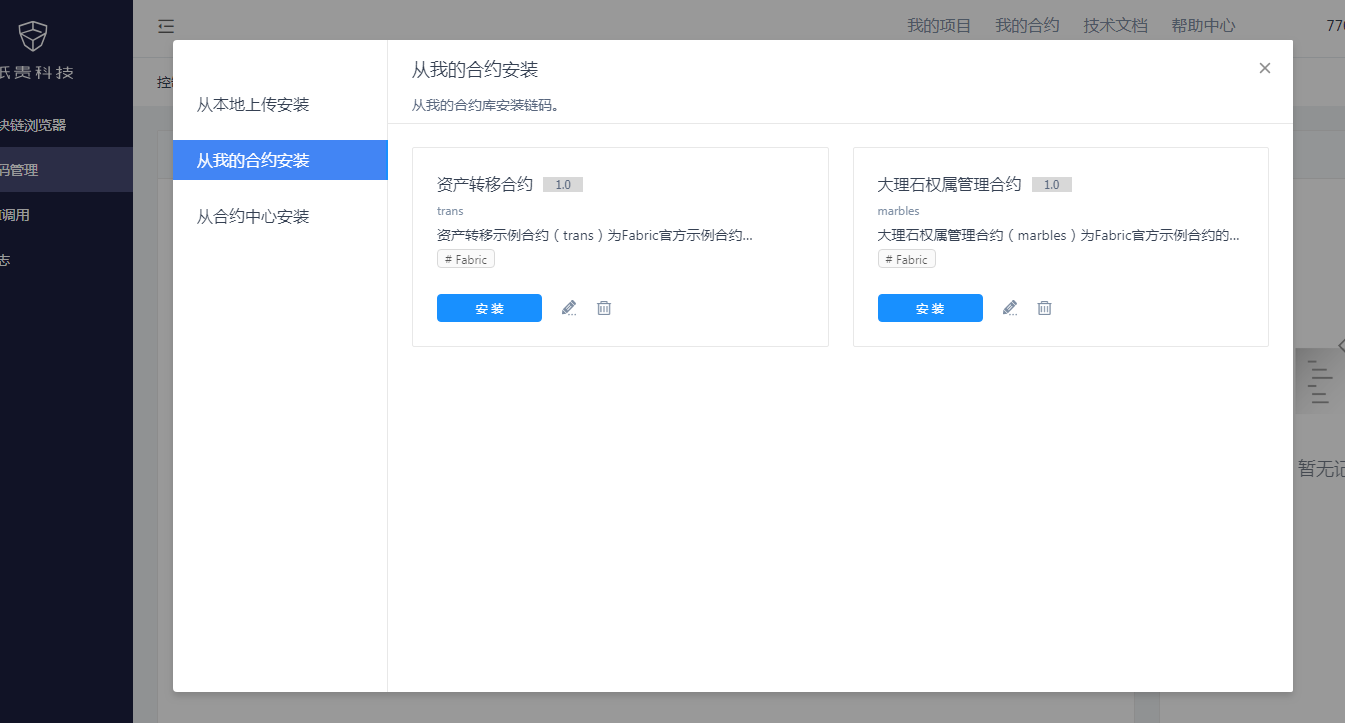 我的项目 我的合约 技术文档 帮助中心 770
纸贵科技
块链浏览器
码管理
调用
志
控制
从本地上传安装
从我的合约安装
从合约中心安装
从我的合约安装
从我的合约库安装链码。
资产转移合约 1.0
trans
资产转移示例合约（trans）为Fabric官方示例合约...
# Fabric
安装
大理石权属管理合约 1.0
marbles
大理石权属管理合约（marbles）为Fabric官方示例合约的...
# Fabric
安装
暂无记